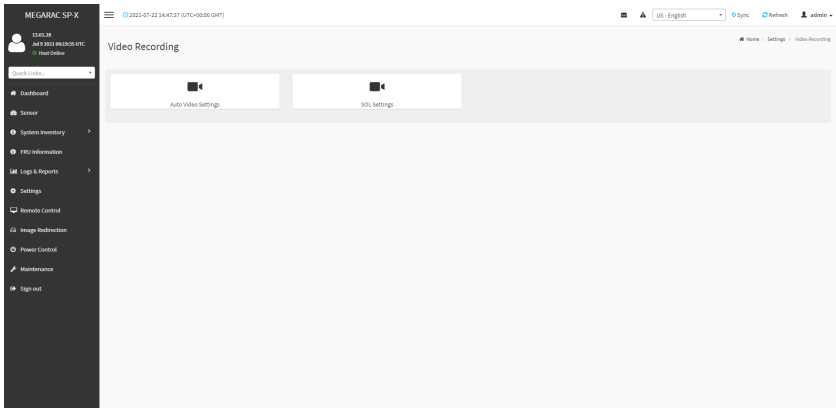 MEGARAC SP-X
2021-07-22 14:47:37 (UTC+00:00 GMT)
US - English
Sync
Refresh
admin
13.01.28
Jul 9 2021 06:19:35 UTC
Host Online
Quick Links...
Dashboard
Sensor
System Inventory
FRU Information
Logs & Reports
Settings
Remote Control
Image Redirection
Power Control
Maintenance
Sign out
Video Recording
Home > Settings > Video Recording
Auto Video Settings
SOL Settings